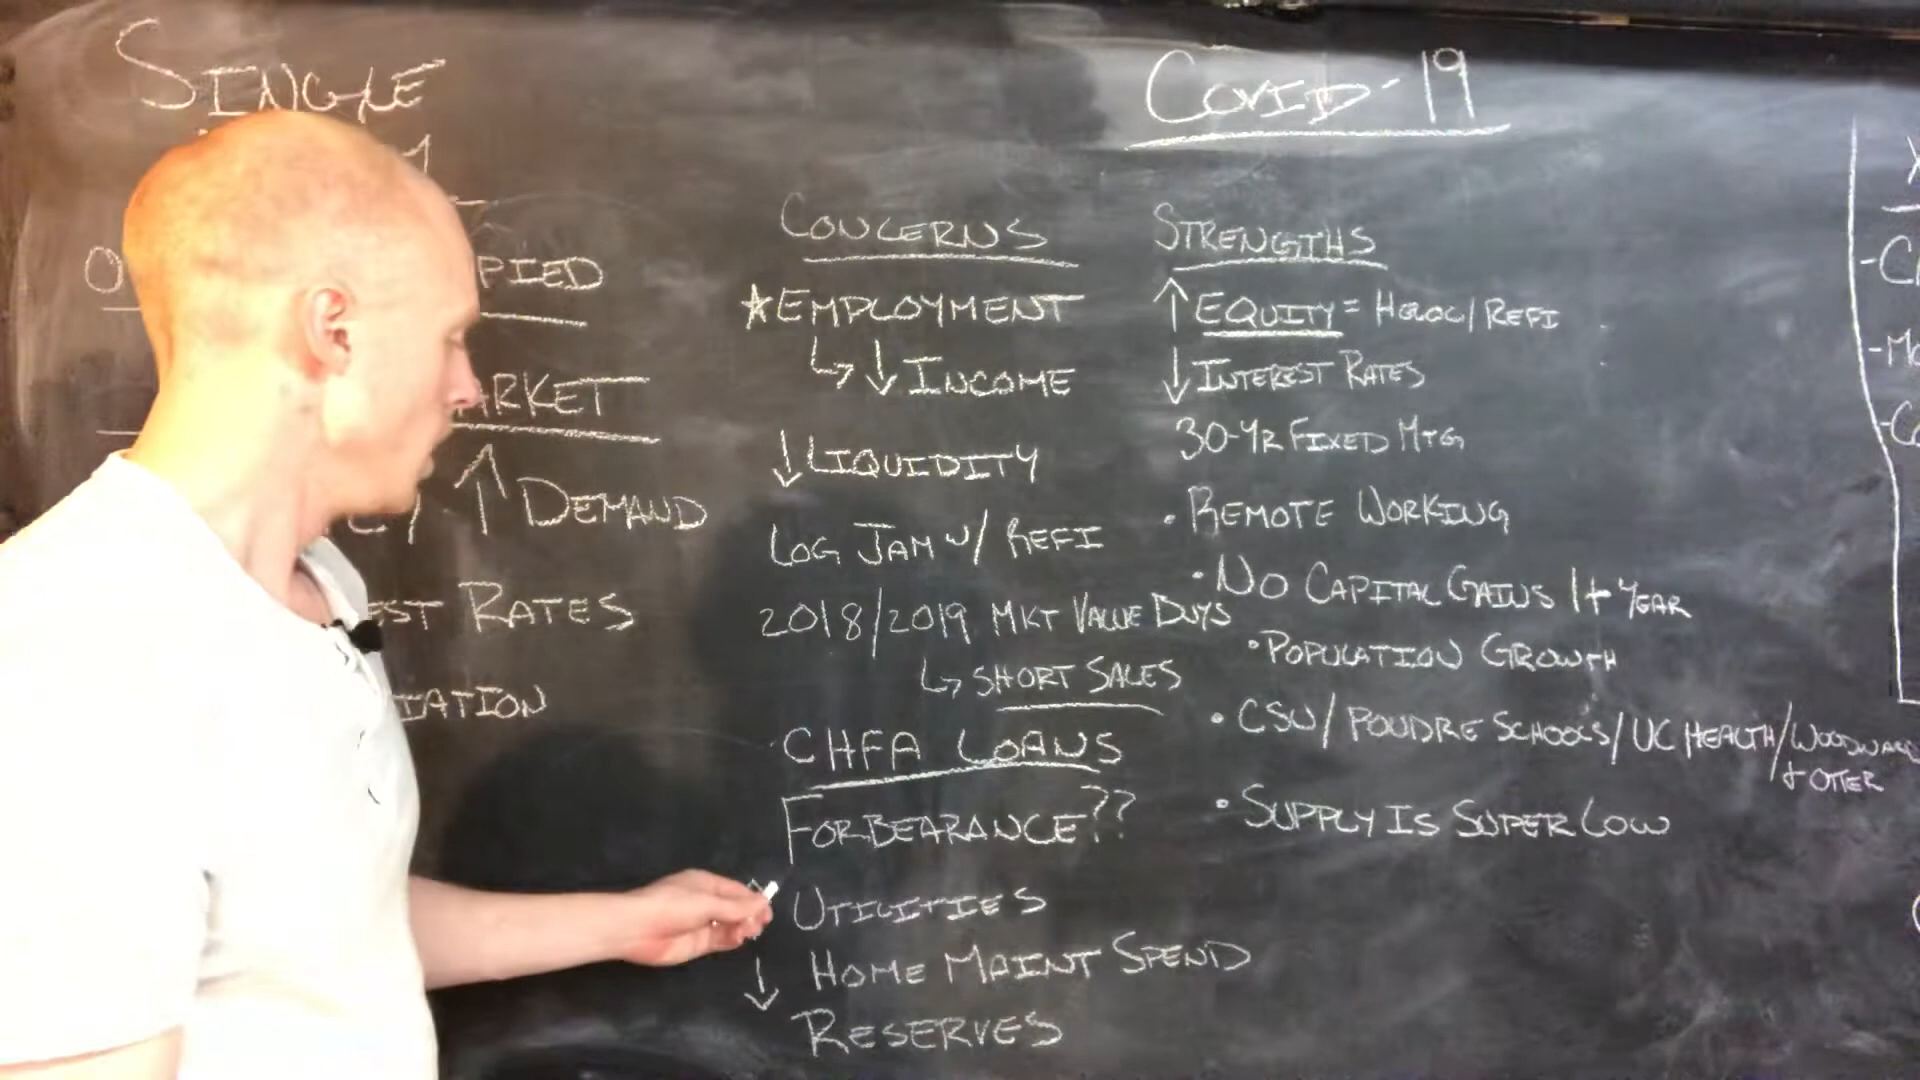 SINGLE
PIED
ARKET
↑ DEMAND
EST RATES
IATION
COVID-19
CONCERNS
★EMPLOYMENT
↳ ↓ INCOME
↓ LIQUIDITY
LOG JAM W/ REFI
2018/2019 MKT VALUE BUYS
↳ SHORT SALES
CHFA LOANS
FORBEARANCE??
UTILITIES
↓ HOME MAINT SPEND
RESERVES
STRENGTHS
↑ EQUITY = HELOC/REFI
↓ INTEREST RATES
30-YR FIXED MTG
• REMOTE WORKING
• NO CAPITAL GAINS 1+ YEAR
• POPULATION GROWTH
• CSU/POUDRE SCHOOLS/UC HEALTH/WOODWARD
+ OTTER
• SUPPLY IS SUPER LOW